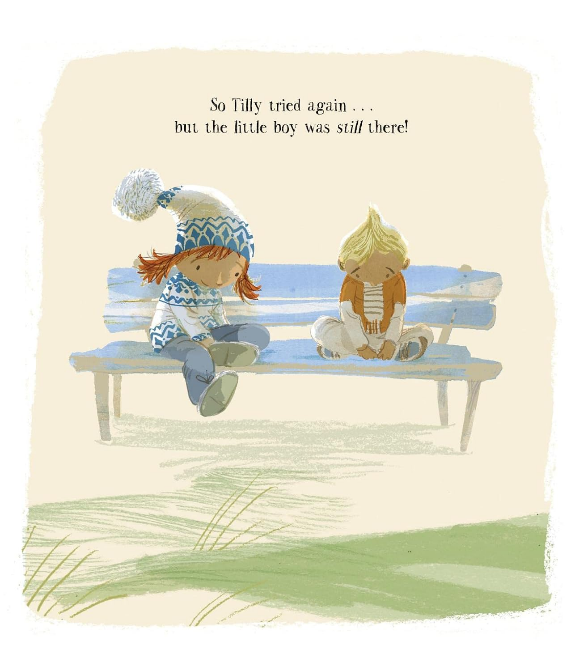 So Tilly tried again . . .
but the little boy was still there!